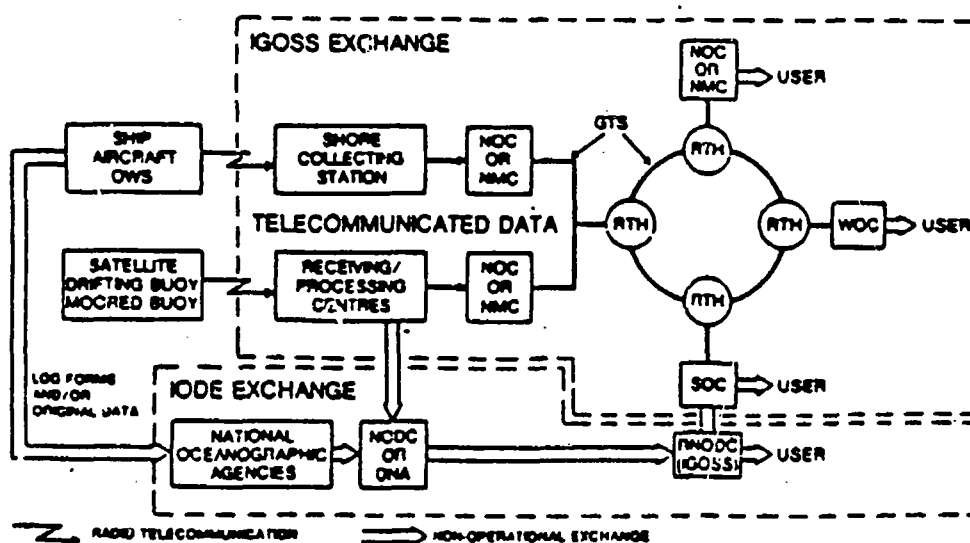 IGOSS EXCHANGE
NOC
OR
NMC
USER
GTS
SHIP
AIRCRAFT
OWS
SHORE
COLLECTING
STATION
NOC
OR
NMC
RTH
RTH
RTH
WOC
USER
TELECOMMUNICATED DATA
SATELLITE
DRIFTING BUOY
MOORED BUOY
RECEIVING/
PROCESSING
CENTRES
NOC
OR
NMC
RTH
LOG FORMS
AND/OR
ORIGINAL DATA
IODE EXCHANGE
SOC
USER
NATIONAL
OCEANOGRAPHIC
AGENCIES
NODC
OR
DNA
RNODC
(IGOSS)
USER
RADIO TELECOMMUNICATION
NON-OPERATIONAL EXCHANGE